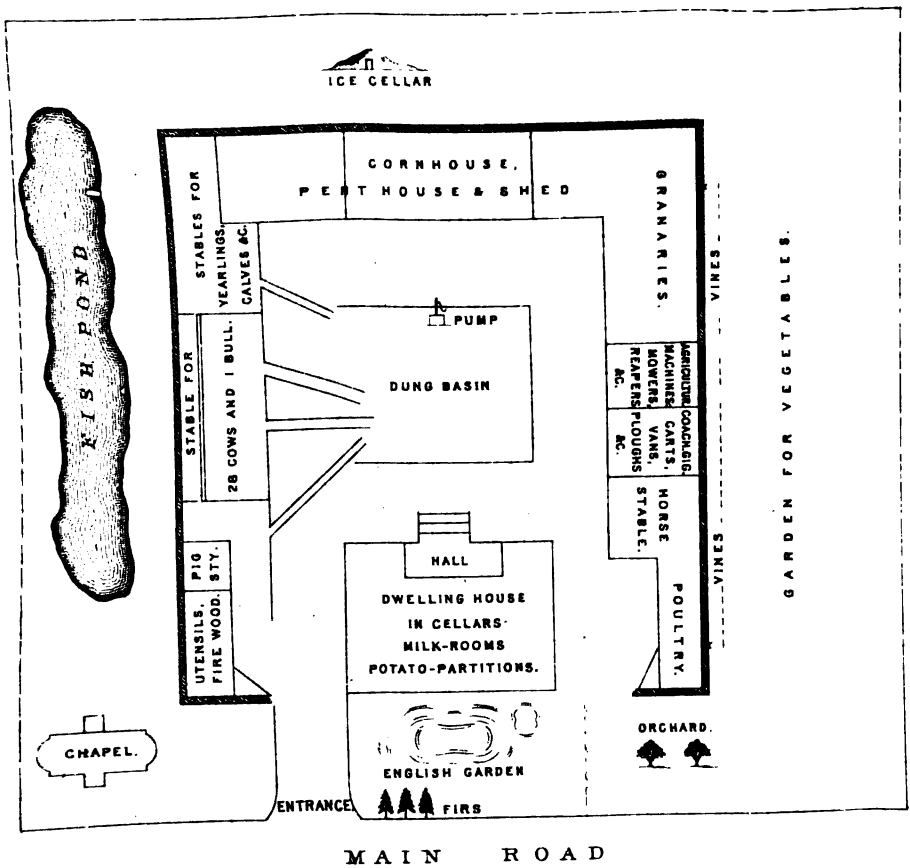 ICE CELLAR
FISH POND
STABLES FOR
YEARLINGS,
CALVES &C.
CORNHOUSE,
PENTHOUSE & SHED
GRANARIES.
VINES
GARDEN FOR VEGETABLES.
PUMP
DUNG BASIN
STABLE FOR
28 COWS AND 1 BULL.
AGRICULTUR.
MACHINES
MOWERS,
REAPERS
&C.
COACH, GIG.
CARTS,
VANS,
PLOUGHS
&C.
HORSE
STABLE.
VINES
PIG
STY.
UTENSILS,
FIRE WOOD.
HALL
DWELLING HOUSE
IN CELLARS-
MILK-ROOMS
POTATO-PARTITIONS.
POULTRY.
CHAPEL.
ORCHARD.
ENGLISH GARDEN
ENTRANCE.
FIRS
MAIN ROAD